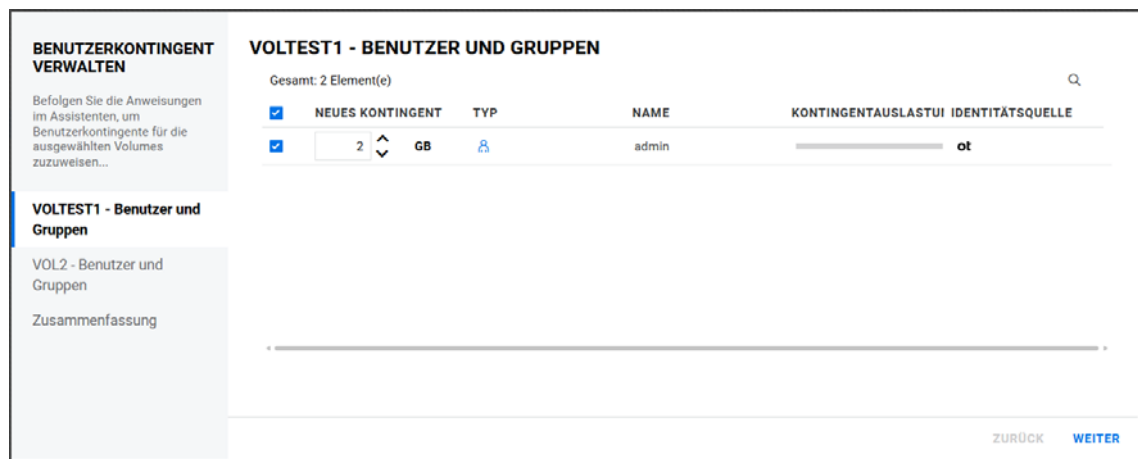 BENUTZERKONTINGENT
VERWALTEN
Befolgen Sie die Anweisungen
im Assistenten, um
Benutzerkontingente für die
ausgewählten Volumes
zuzuweisen...
VOLTEST1 - Benutzer und
Gruppen
VOL2 - Benutzer und
Gruppen
Zusammenfassung
VOLTEST1 - BENUTZER UND GRUPPEN
Gesamt: 2 Element(e)
NEUES KONTINGENT TYP NAME KONTINGENTAUSLASTUI IDENTITÄTSQUELLE
2 GB admin ot
ZURÜCK WEITER